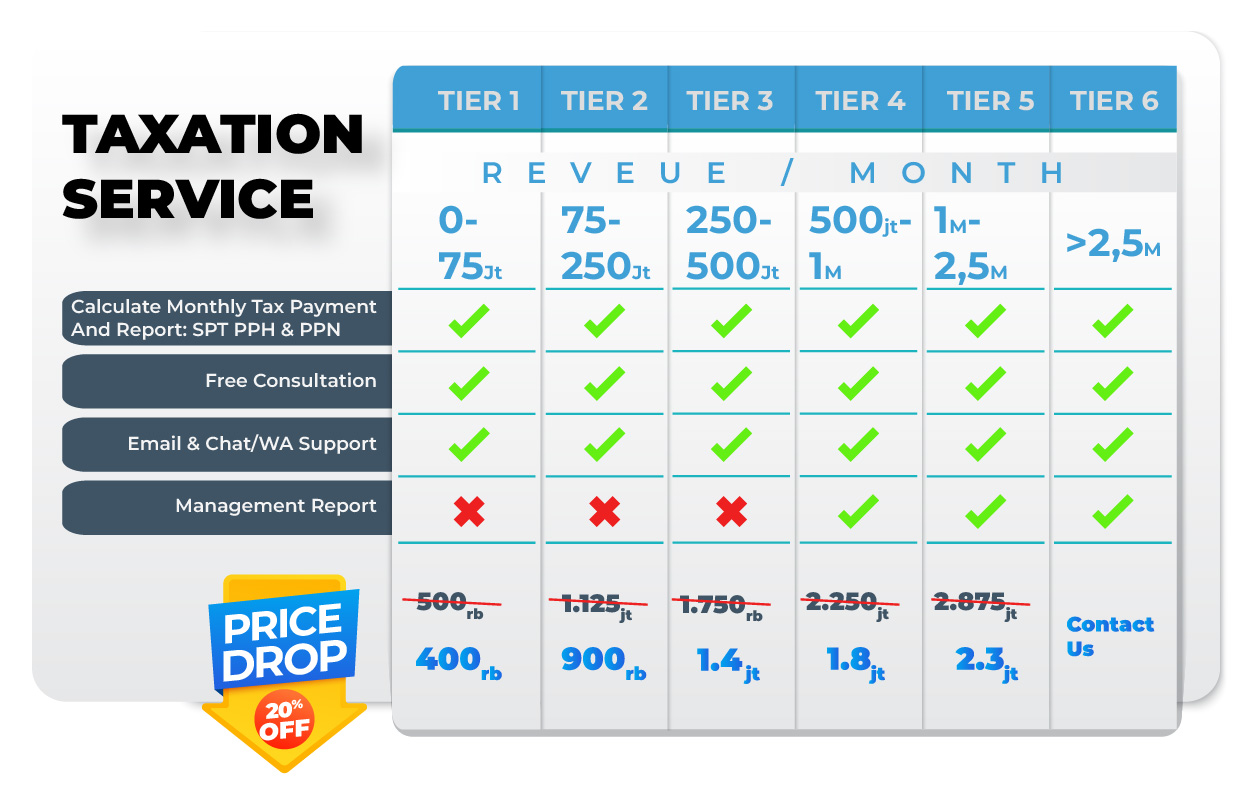 TAXATION
SERVICE
TIER 1 TIER 2 TIER 3 TIER 4 TIER 5 TIER 6
REVEUE / MONTH
0- 75- 250- 500jt- 1M- >2,5M
75Jt 250Jt 500Jt 1M 2,5M
Calculate Monthly Tax Payment
And Report: SPT PPH & PPN
Free Consultation
Email & Chat/WA Support
Management Report
500rb 1.125jt 1.750rb 2.250jt 2.875jt
400rb 900rb 1.4jt 1.8jt 2.3jt
Contact
Us
PRICE
DROP
20%
OFF